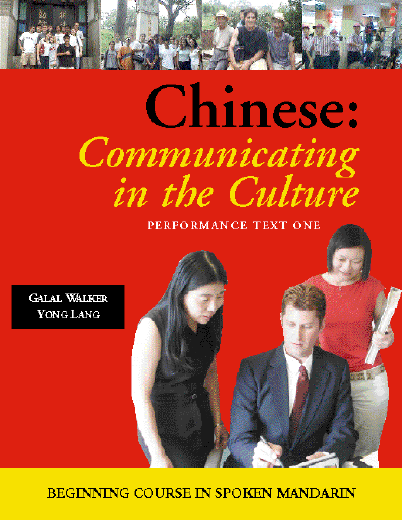 Chinese:
Communicating
in the Culture
PERFORMANCE TEXT ONE
GALAL WALKER
YONG LANG
BEGINNING COURSE IN SPOKEN MANDARIN